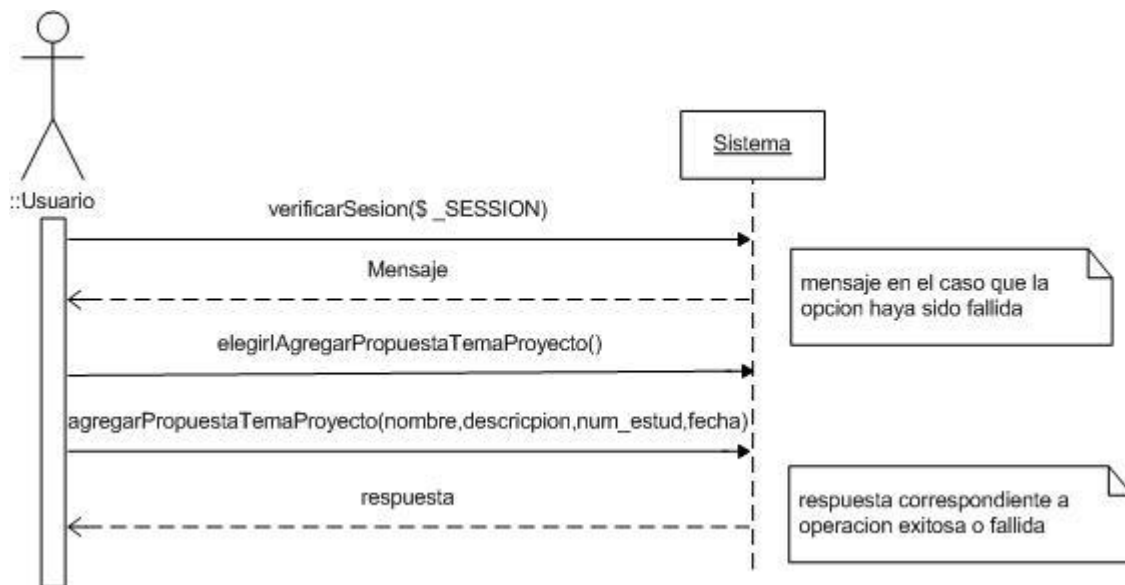 Sistema
::Usuario
verificarSesion($ _SESSION)
Mensaje
mensaje en el caso que la
opcion haya sido fallida
elegirlAgregarPropuestaTemaProyecto()
agregarPropuestaTemaProyecto(nombre,descricpion,num_estud,fecha)
respuesta
respuesta correspondiente a
operacion exitosa o fallida